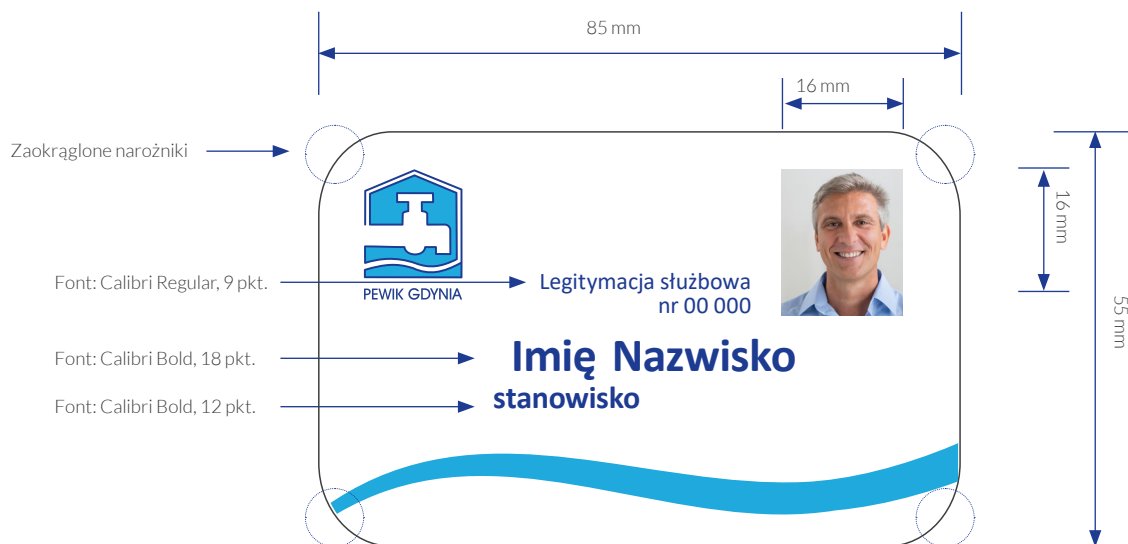 85 mm
16 mm
Zaokrąglone narożniki
16 mm
55 mm
Font: Calibri Regular, 9 pkt.
PEWIK GDYNIA
Legitymacja służbowa
nr 00 000
Font: Calibri Bold, 18 pkt.
Imię Nazwisko
Font: Calibri Bold, 12 pkt.
stanowisko